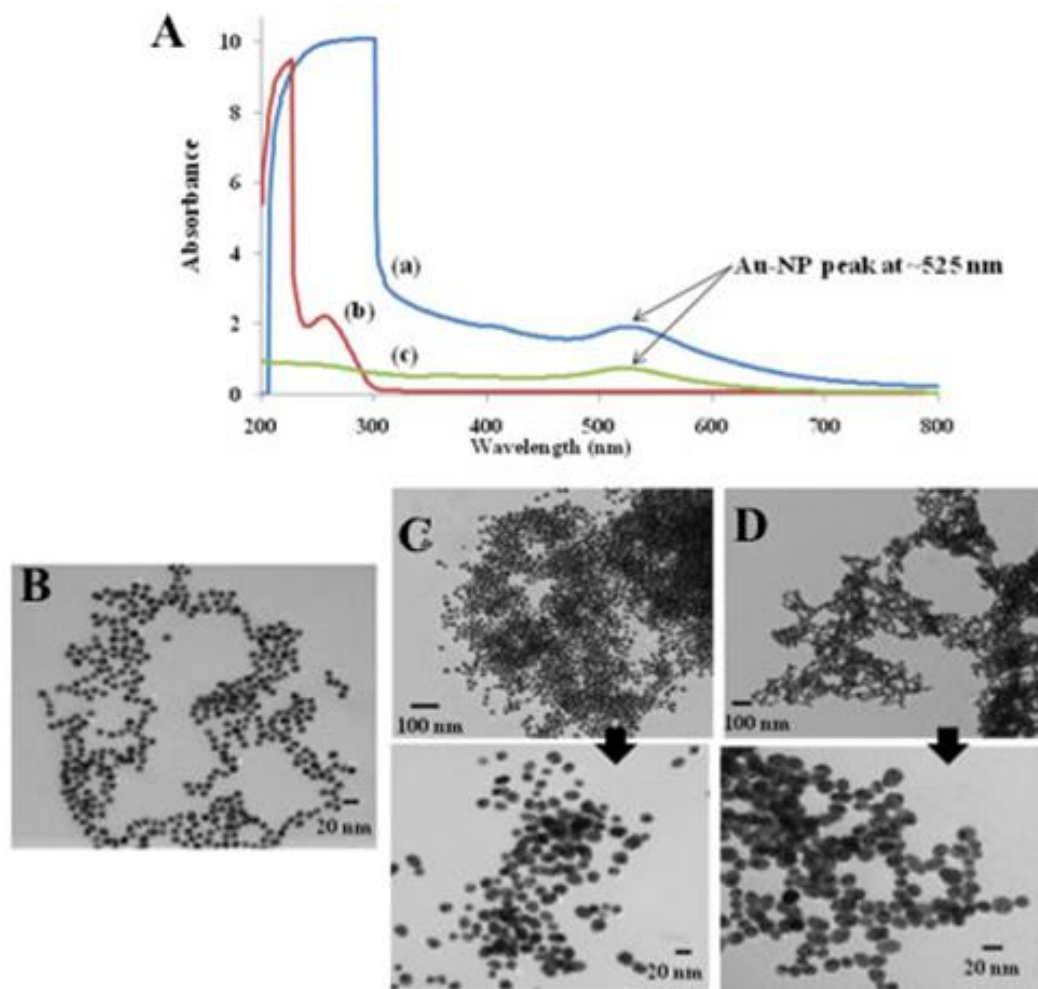 A
10
8
6
4
2
0
Absorbance
(a)
(b)
(c)
Au-NP peak at ~525 nm
200 300 400 500 600 700 800
Wavelength (nm)
B
20 nm
C
100 nm
20 nm
D
100 nm
20 nm